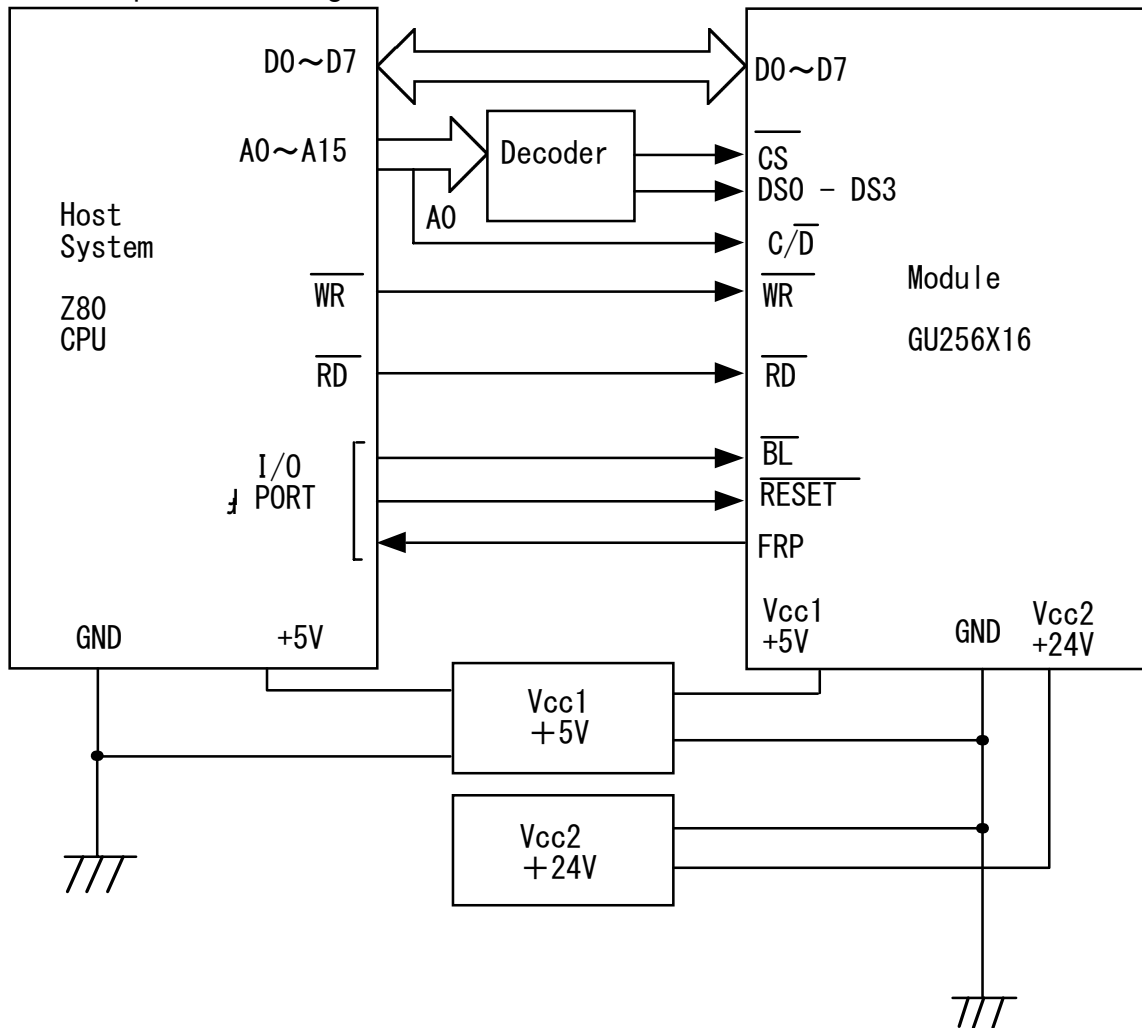 D0～D7
A0～A15
A0
Host
System
Z80
CPU
WR
RD
I/O
PORT
GND
+5V
Decoder
D0～D7
CS
DS0 - DS3
C/D
WR
RD
BL
RESET
FRP
Module
GU256X16
Vcc1
+5V
GND
Vcc2
+24V
Vcc1
+5V
Vcc2
+24V